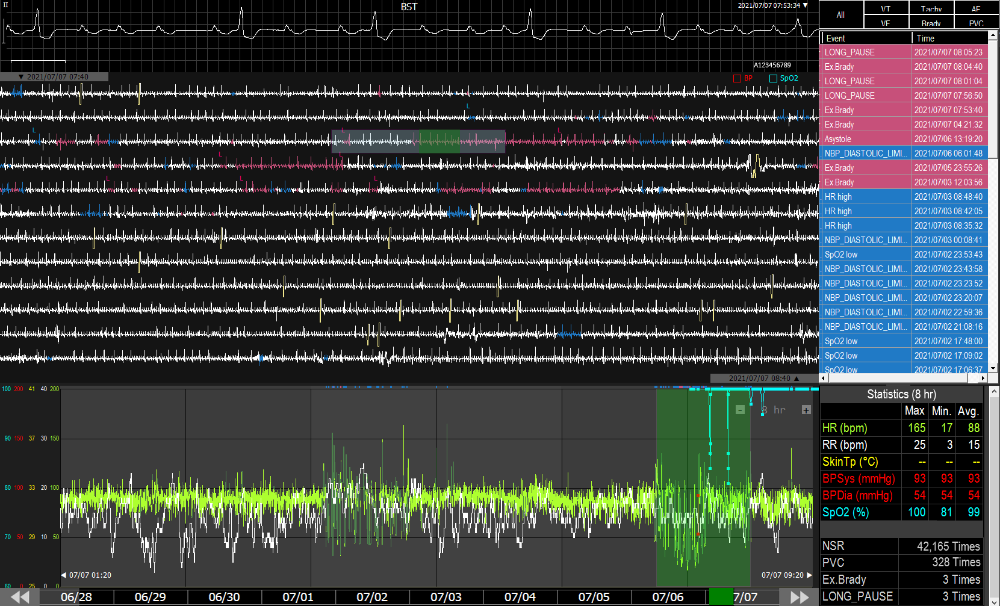 II
BST
2021/07/07 07:53:34 ▼
A123456789
▼ 2021/07/07 07:40
BP
SpO2
L
L
L
L
L
L
L
L
L
2021/07/07 08:40 ▲
All
VT
Tachy
AF
VF
Brady
PVC
Event Time
LONG_PAUSE 2021/07/07 08:05:23
Ex.Brady 2021/07/07 08:04:40
LONG_PAUSE 2021/07/07 08:01:04
LONG_PAUSE 2021/07/07 07:56:50
Ex.Brady 2021/07/07 07:53:40
Ex.Brady 2021/07/07 04:21:32
Asystole 2021/07/06 13:19:20
NBP_DIASTOLIC_LIMI... 2021/07/06 06:01:48
Ex.Brady 2021/07/05 23:55:26
Ex.Brady 2021/07/03 12:03:56
HR high 2021/07/03 08:48:40
HR high 2021/07/03 08:42:05
HR high 2021/07/03 08:35:32
NBP_DIASTOLIC_LIMI... 2021/07/03 00:08:41
SpO2 low 2021/07/02 23:53:43
NBP_DIASTOLIC_LIMI... 2021/07/02 23:43:58
NBP_DIASTOLIC_LIMI... 2021/07/02 23:23:52
NBP_DIASTOLIC_LIMI... 2021/07/02 23:20:07
NBP_DIASTOLIC_LIMI... 2021/07/02 22:59:36
NBP_DIASTOLIC_LIMI... 2021/07/02 21:08:16
SpO2 low 2021/07/02 17:48:00
SpO2 low 2021/07/02 17:09:02
SpO2 low 2021/07/02 17:06:37
100 200 41 40 200
90 150 37 30 150
80 100 33 20 100
70 50 29 10 50
60 0 25 0 0
- 8 hr +
◀ 07/07 01:20
07/07 09:20 ▶
06/28 06/29 06/30 07/01 07/02 07/03 07/04 07/05 07/06 7/07
Statistics (8 hr)
Max Min. Avg.
HR (bpm) 165 17 88
RR (bpm) 25 3 15
SkinTp (°C) -- -- --
BPSys (mmHg) 93 93 93
BPDia (mmHg) 54 54 54
SpO2 (%) 100 81 99
NSR 42,165 Times
PVC 328 Times
Ex.Brady 3 Times
LONG_PAUSE 3 Times